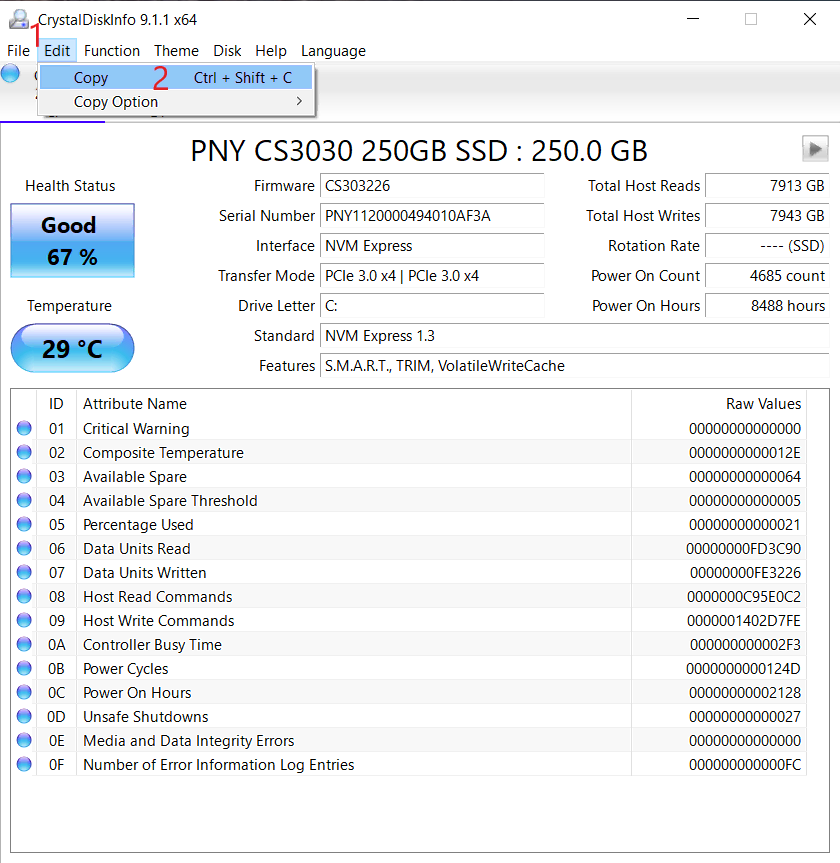 CrystalDiskInfo 9.1.1 x64
1
File Edit Function Theme Disk Help Language
Copy 2 Ctrl + Shift + C
Copy Option
PNY CS3030 250GB SSD : 250.0 GB
Health Status
Good
67 %
Temperature
29 °C
Firmware CS303226
Serial Number PNY1120000494010AF3A
Interface NVM Express
Transfer Mode PCIe 3.0 x4 | PCIe 3.0 x4
Drive Letter C:
Standard NVM Express 1.3
Features S.M.A.R.T., TRIM, VolatileWriteCache
Total Host Reads 7913 GB
Total Host Writes 7943 GB
Rotation Rate ---- (SSD)
Power On Count 4685 count
Power On Hours 8488 hours
ID Attribute Name Raw Values
01 Critical Warning 00000000000000
02 Composite Temperature 0000000000012E
03 Available Spare 00000000000064
04 Available Spare Threshold 00000000000005
05 Percentage Used 00000000000021
06 Data Units Read 00000000FD3C90
07 Data Units Written 00000000FE3226
08 Host Read Commands 0000000C95E0C2
09 Host Write Commands 0000001402D7FE
0A Controller Busy Time 000000000002F3
0B Power Cycles 0000000000124D
0C Power On Hours 00000000002128
0D Unsafe Shutdowns 00000000000027
0E Media and Data Integrity Errors 00000000000000
0F Number of Error Information Log Entries 000000000000FC